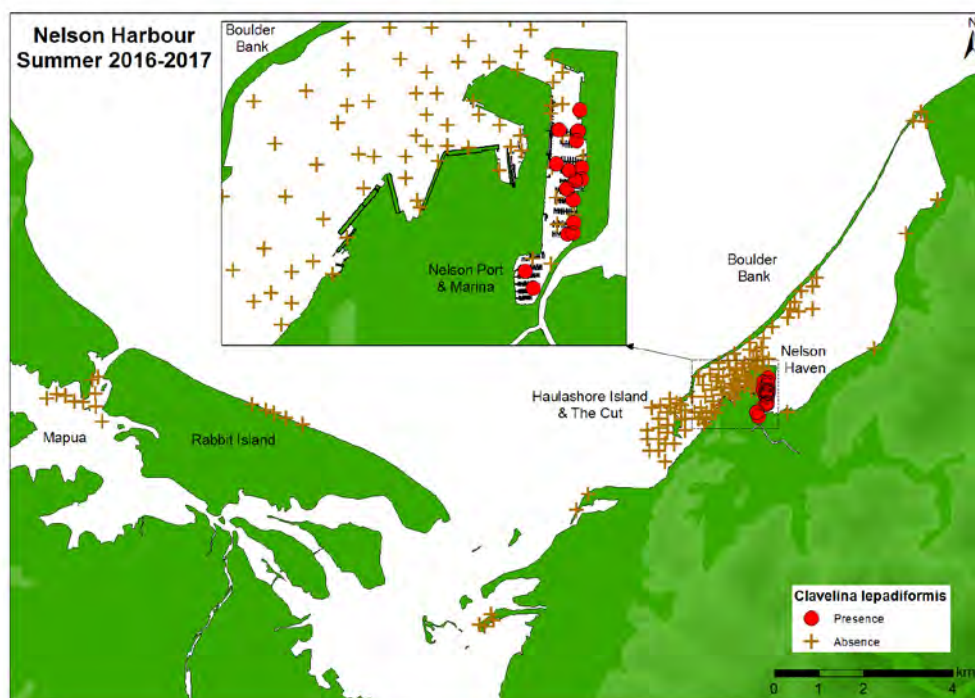 Nelson Harbour
Summer 2016-2017
Boulder
Bank
N
Nelson Port
& Marina
Boulder
Bank
Nelson
Haven
Haulashore Island
& The Cut
Mapua
Rabbit Island
Clavelina lepadiformis
Presence
Absence
km
0 1 2 4